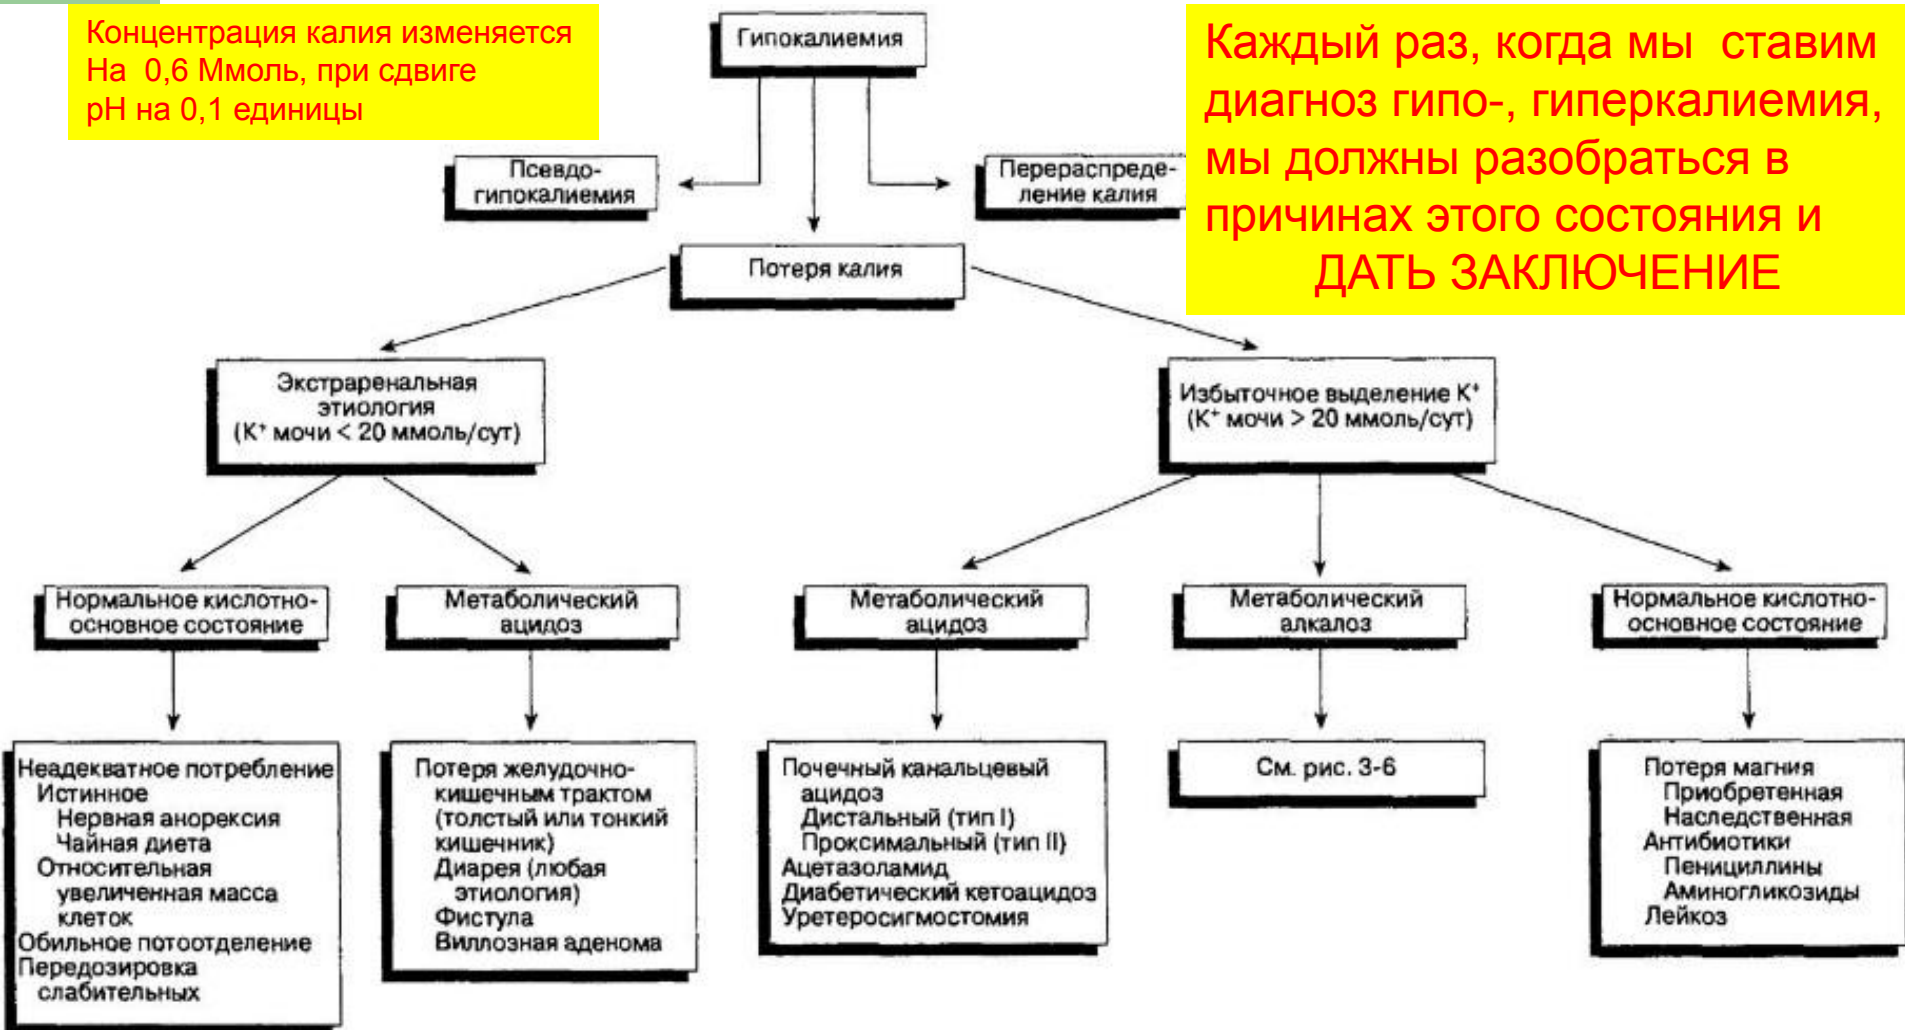 Концентрация калия изменяется
На 0,6 Ммоль, при сдвиге
рН на 0,1 единицы
Гипокалиемия
Каждый раз, когда мы ставим
диагноз гипо-, гиперкалиемия,
мы должны разобраться в
причинах этого состояния и
ДАТЬ ЗАКЛЮЧЕНИЕ
Псевдо-
гипокалиемия
Перераспреде-
ление калия
Потеря калия
Экстраренальная
этиология
(К⁺ мочи < 20 ммоль/сут)
Избыточное выделение К⁺
(К⁺ мочи > 20 ммоль/сут)
Нормальное кислотно-
основное состояние
Метаболический
ацидоз
Метаболический
ацидоз
Метаболический
алкалоз
Нормальное кислотно-
основное состояние
Неадекватное потребление
Истинное
Нервная анорексия
Чайная диета
Относительная
увеличенная масса
клеток
Обильное потоотделение
Передозировка
слабительных
Потеря желудочно-
кишечным трактом
(толстый или тонкий
кишечник)
Диарея (любая
этиология)
Фистула
Виллозная аденома
Почечный канальцевый
ацидоз
Дистальный (тип I)
Проксимальный (тип II)
Ацетазоламид
Диабетический кетоацидоз
Уретеросигмостомия
См. рис. 3-6
Потеря магния
Приобретенная
Наследственная
Антибиотики
Пенициллины
Аминогликозиды
Лейкоз